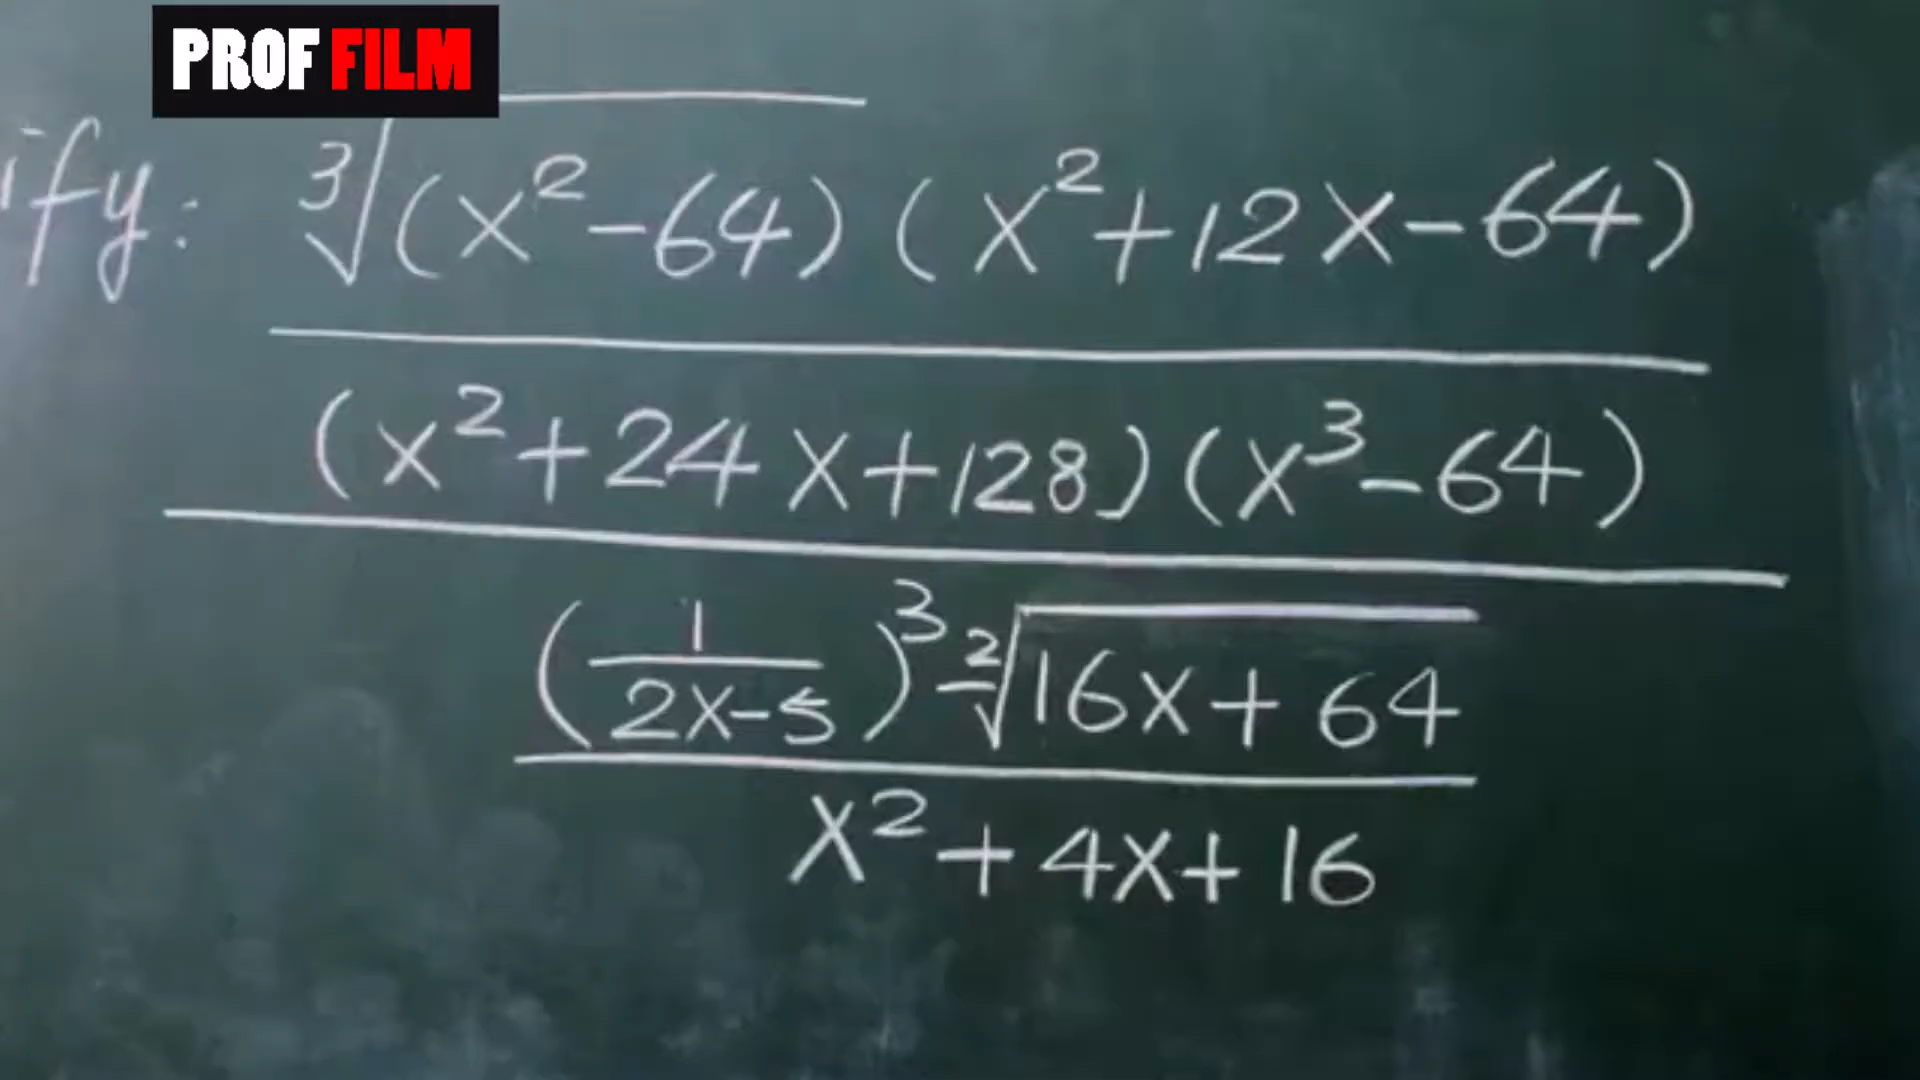 PROF FILM
ify: ∛(x²-64) (x²+12x-64)
(x²+24x+128)(x³-64)
(1/2x-5)³ ²√16x+64
x²+4x+16